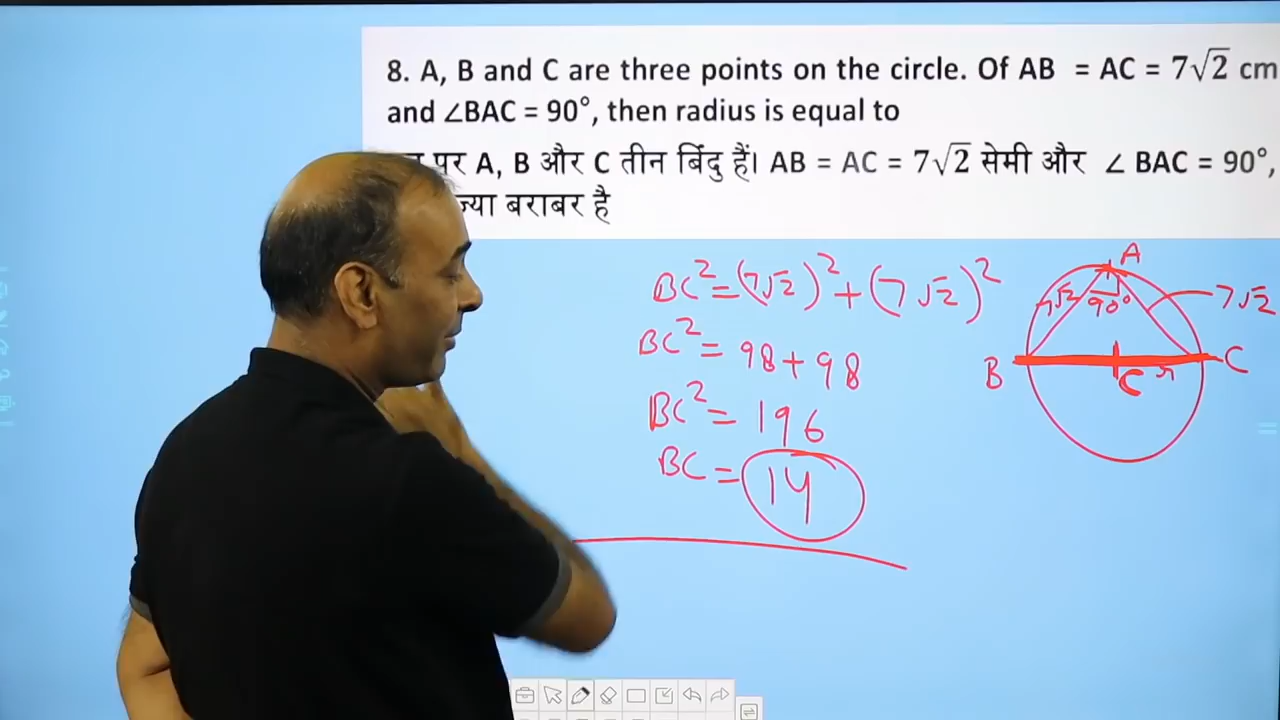 8. A, B and C are three points on the circle. Of AB = AC = 7√2 cm
and ∠BAC = 90°, then radius is equal to
पर A, B और C तीन बिंदु हैं। AB = AC = 7√2 सेमी और ∠ BAC = 90°,
बराबर है
BC² = (7√2)² + (7√2)²
BC² = 98 + 98
BC² = 196
BC = 14
A
7√2
90°
7√2
B
C
C
r